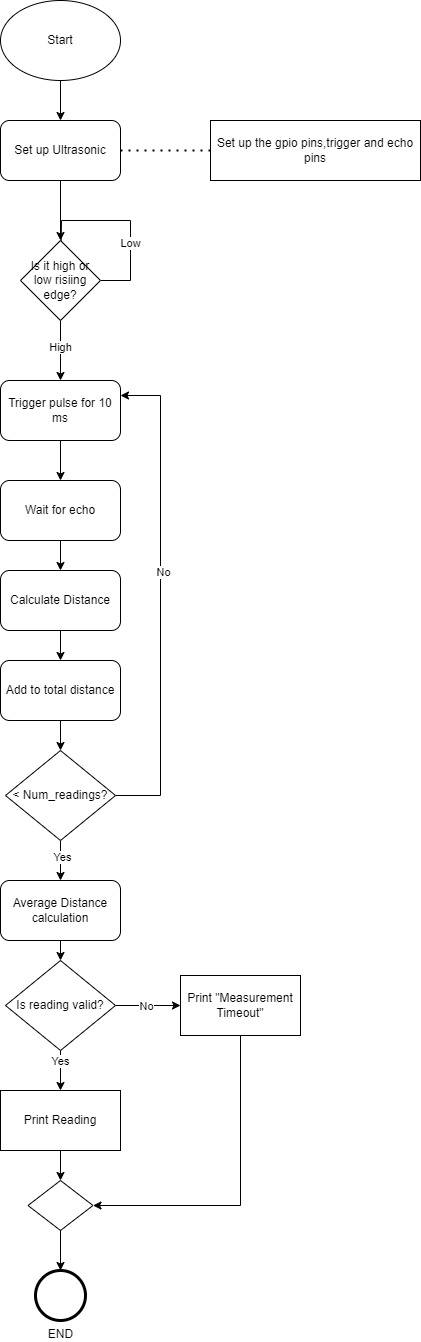 Start
Set up Ultrasonic
Set up the gpio pins,trigger and echo
pins
Low
Is it high or
low risiing
edge?
High
Trigger pulse for 10
ms
Wait for echo
No
Calculate Distance
Add to total distance
< Num_readings?
Yes
Average Distance
calculation
Is reading valid?
No
Print "Measurement
Timeout"
Yes
Print Reading
END